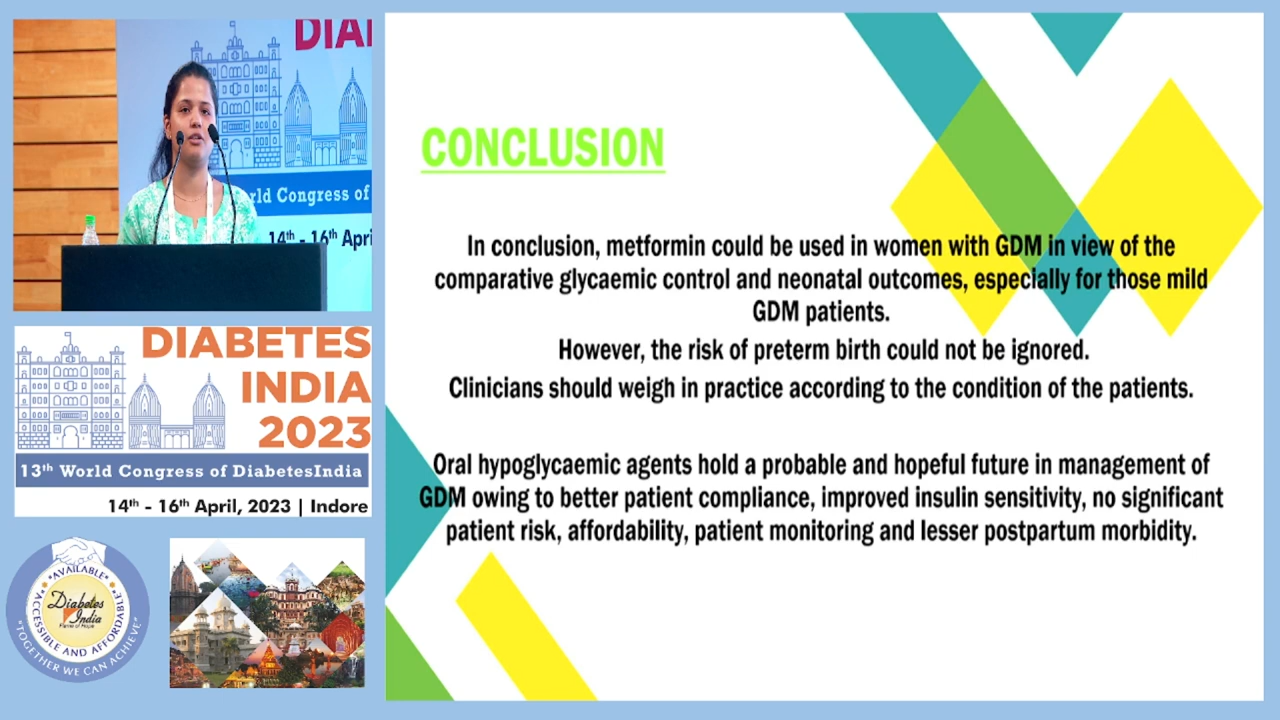 DIA
rld Congress of
14th - 16th Apri
DIABETES
INDIA
2023
13th World Congress of DiabetesIndia
14th - 16th April, 2023 | Indore
*AVAILABLE*
*ACCESSIBLE AND AFFORDABLE*
Diabetes
India
"TOGETHER WE CAN ACHIEVE"
CONCLUSION
In conclusion, metformin could be used in women with GDM in view of the
comparative glycaemic control and neonatal outcomes, especially for those mild
GDM patients.
However, the risk of preterm birth could not be ignored.
Clinicians should weigh in practice according to the condition of the patients.
Oral hypoglycaemic agents hold a probable and hopeful future in management of
GDM owing to better patient compliance, improved insulin sensitivity, no significant
patient risk, affordability, patient monitoring and lesser postpartum morbidity.